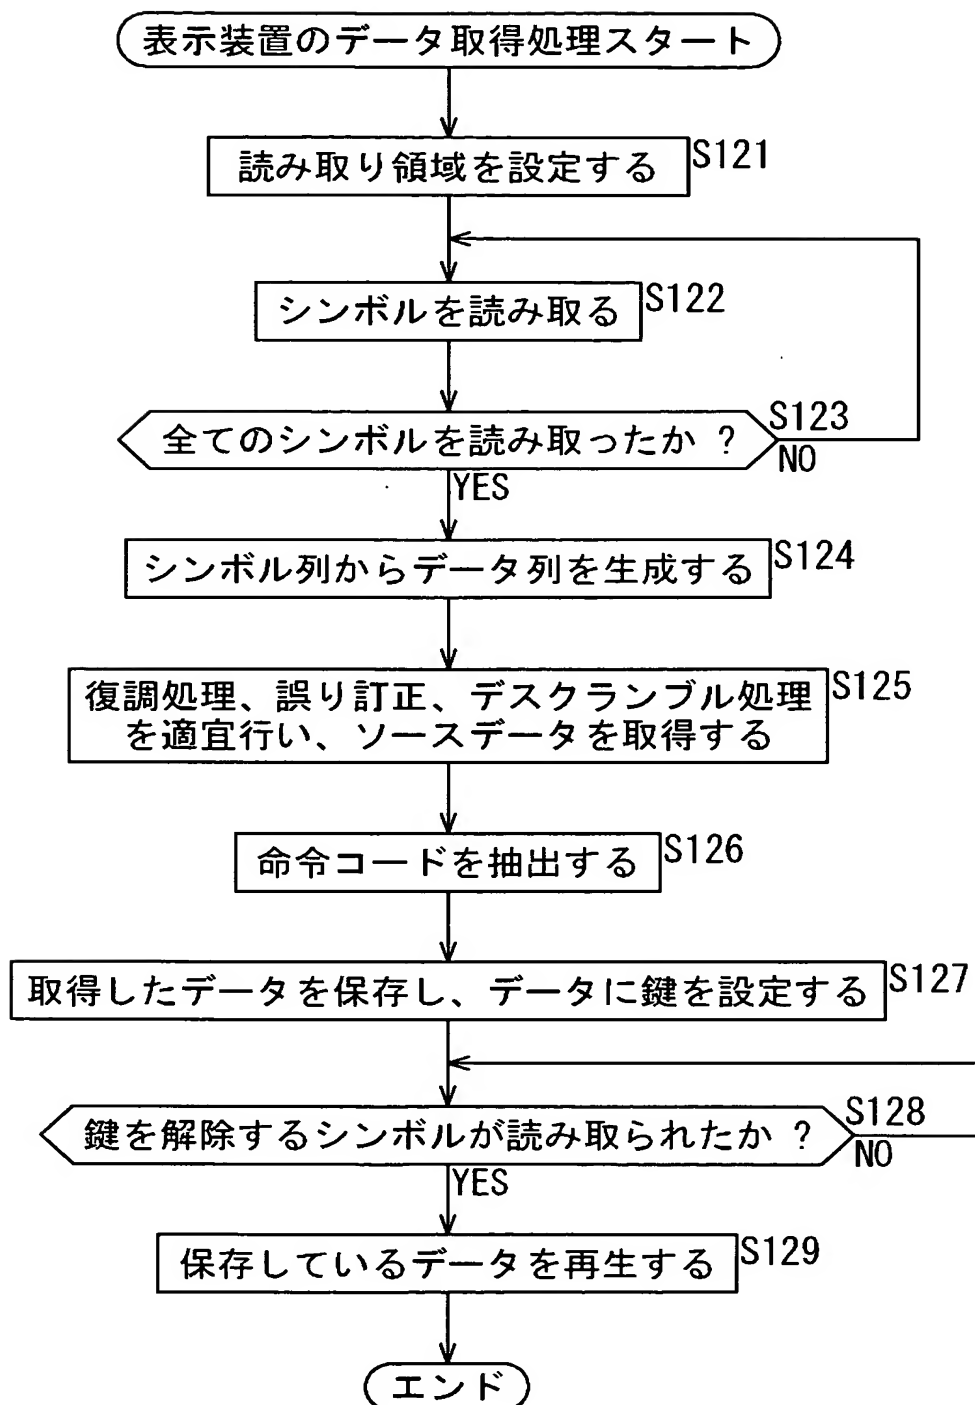 表示装置のデータ取得処理スタート
読み取り領域を設定する S121
シンボルを読み取る S122
全てのシンボルを読み取ったか ? S123
NO
YES
シンボル列からデータ列を生成する S124
復調処理、誤り訂正、デスクランブル処理 S125
を適宜行い、ソースデータを取得する
命令コードを抽出する S126
取得したデータを保存し、データに鍵を設定する S127
鍵を解除するシンボルが読み取られたか ? S128
NO
YES
保存しているデータを再生する S129
エンド